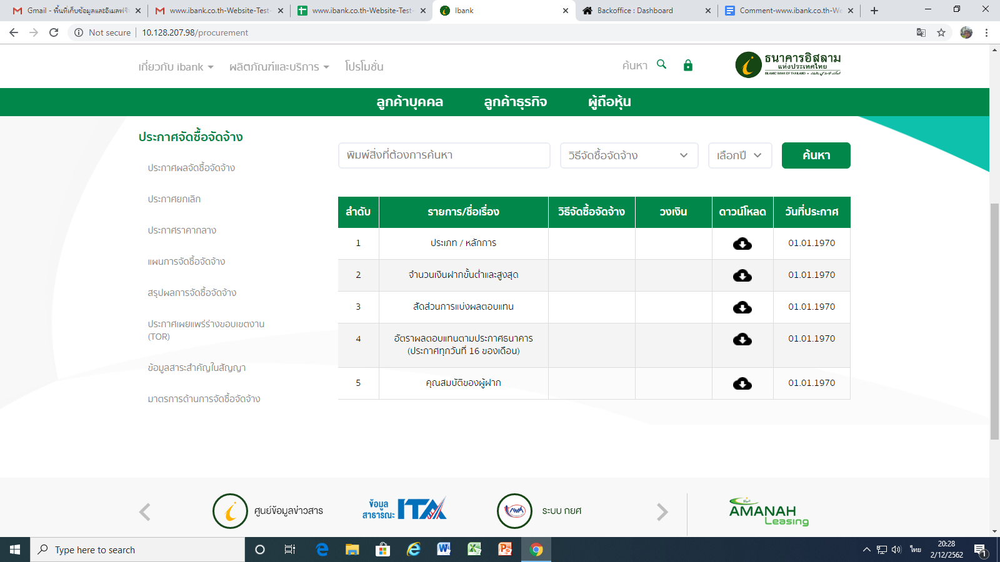 Gmail - พื้นที่เก็บข้อมูลและอีเมลฟรี
www.ibank.co.th-Website-Test-
www.ibank.co.th-Website-Test-
Ibank
Backoffice : Dashboard
Comment-www.ibank.co.th-We
Not secure
10.128.207.98/procurement
เกี่ยวกับ ibank
ผลิตภัณฑ์และบริการ
โปรโมชั่น
ค้นหา
ธนาคารอิสลาม
แห่งประเทศไทย
ISLAMIC BANK OF THAILAND
ลูกค้าบุคคล
ลูกค้าธุรกิจ
ผู้ถือหุ้น
ประกาศจัดซื้อจัดจ้าง
ประกาศผลจัดซื้อจัดจ้าง
ประกาศยกเลิก
ประกาศราคากลาง
แผนการจัดซื้อจัดจ้าง
สรุปผลการจัดซื้อจัดจ้าง
ประกาศเผยแพร่ร่างขอบเขตงาน
(TOR)
ข้อมูลสาระสำคัญในสัญญา
มาตรการด้านการจัดซื้อจัดจ้าง
พิมพ์สิ่งที่ต้องการค้นหา
วิธีจัดซื้อจัดจ้าง
เลือกปี
ค้นหา
ลำดับ รายการ/ชื่อเรื่อง วิธีจัดซื้อจัดจ้าง วงเงิน ดาวน์โหลด วันที่ประกาศ
1 ประเภท / หลักการ 01.01.1970
2 จำนวนเงินฝากขั้นต่ำและสูงสุด 01.01.1970
3 สัดส่วนการแบ่งผลตอบแทน 01.01.1970
4 อัตราผลตอบแทนตามประกาศธนาคาร 01.01.1970
(ประกาศทุกวันที่ 16 ของเดือน)
5 คุณสมบัติของผู้ฝาก 01.01.1970
ศูนย์ข้อมูลข่าวสาร
ข้อมูล
สาธารณะ ITA
ระบบ กยศ
AMANAH
Leasing
Type here to search
ไทย
20:28
2/12/2562
1